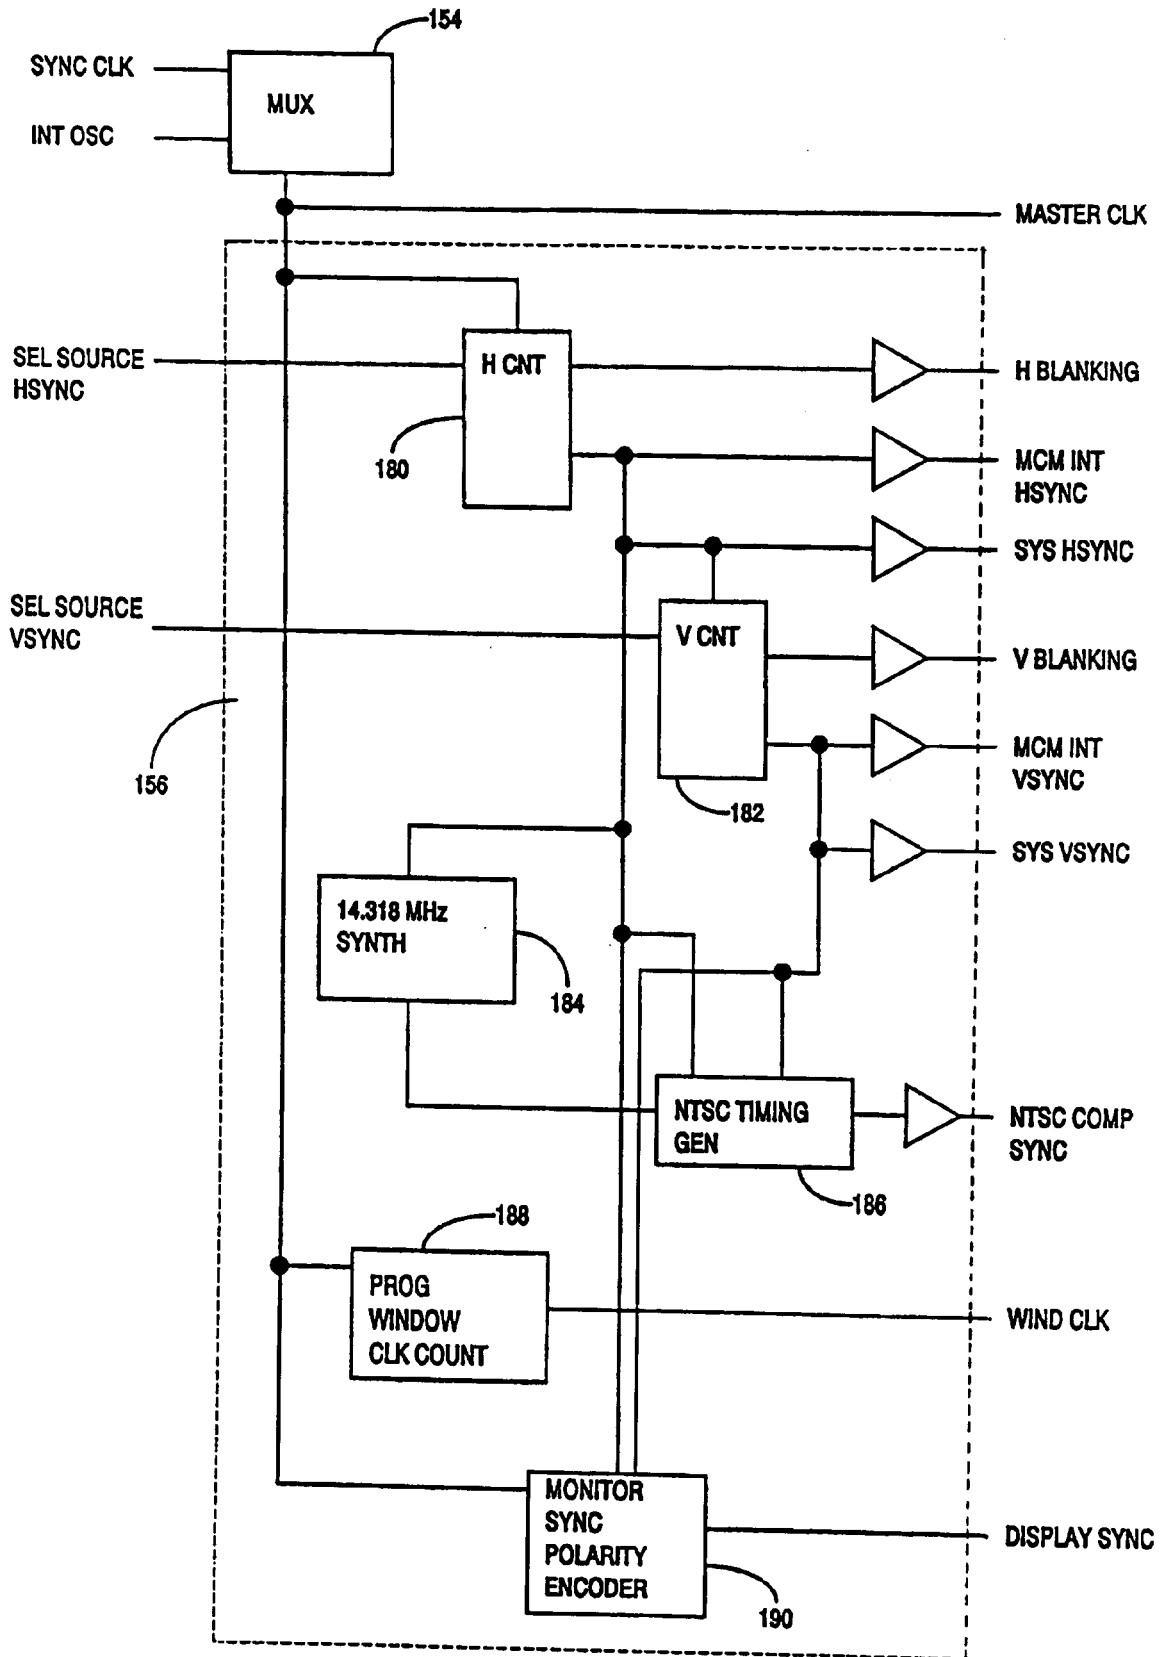 154
SYNC CLK
MUX
INT OSC
MASTER CLK
SEL SOURCE
HSYNC
H CNT
H BLANKING
180
MCM INT
HSYNC
SYS HSYNC
SEL SOURCE
VSYNC
V CNT
V BLANKING
156
MCM INT
VSYNC
182
SYS VSYNC
14.318 MHz
SYNTH
184
NTSC TIMING
GEN
NTSC COMP
SYNC
186
188
PROG
WINDOW
CLK COUNT
WIND CLK
MONITOR
SYNC
POLARITY
ENCODER
DISPLAY SYNC
190